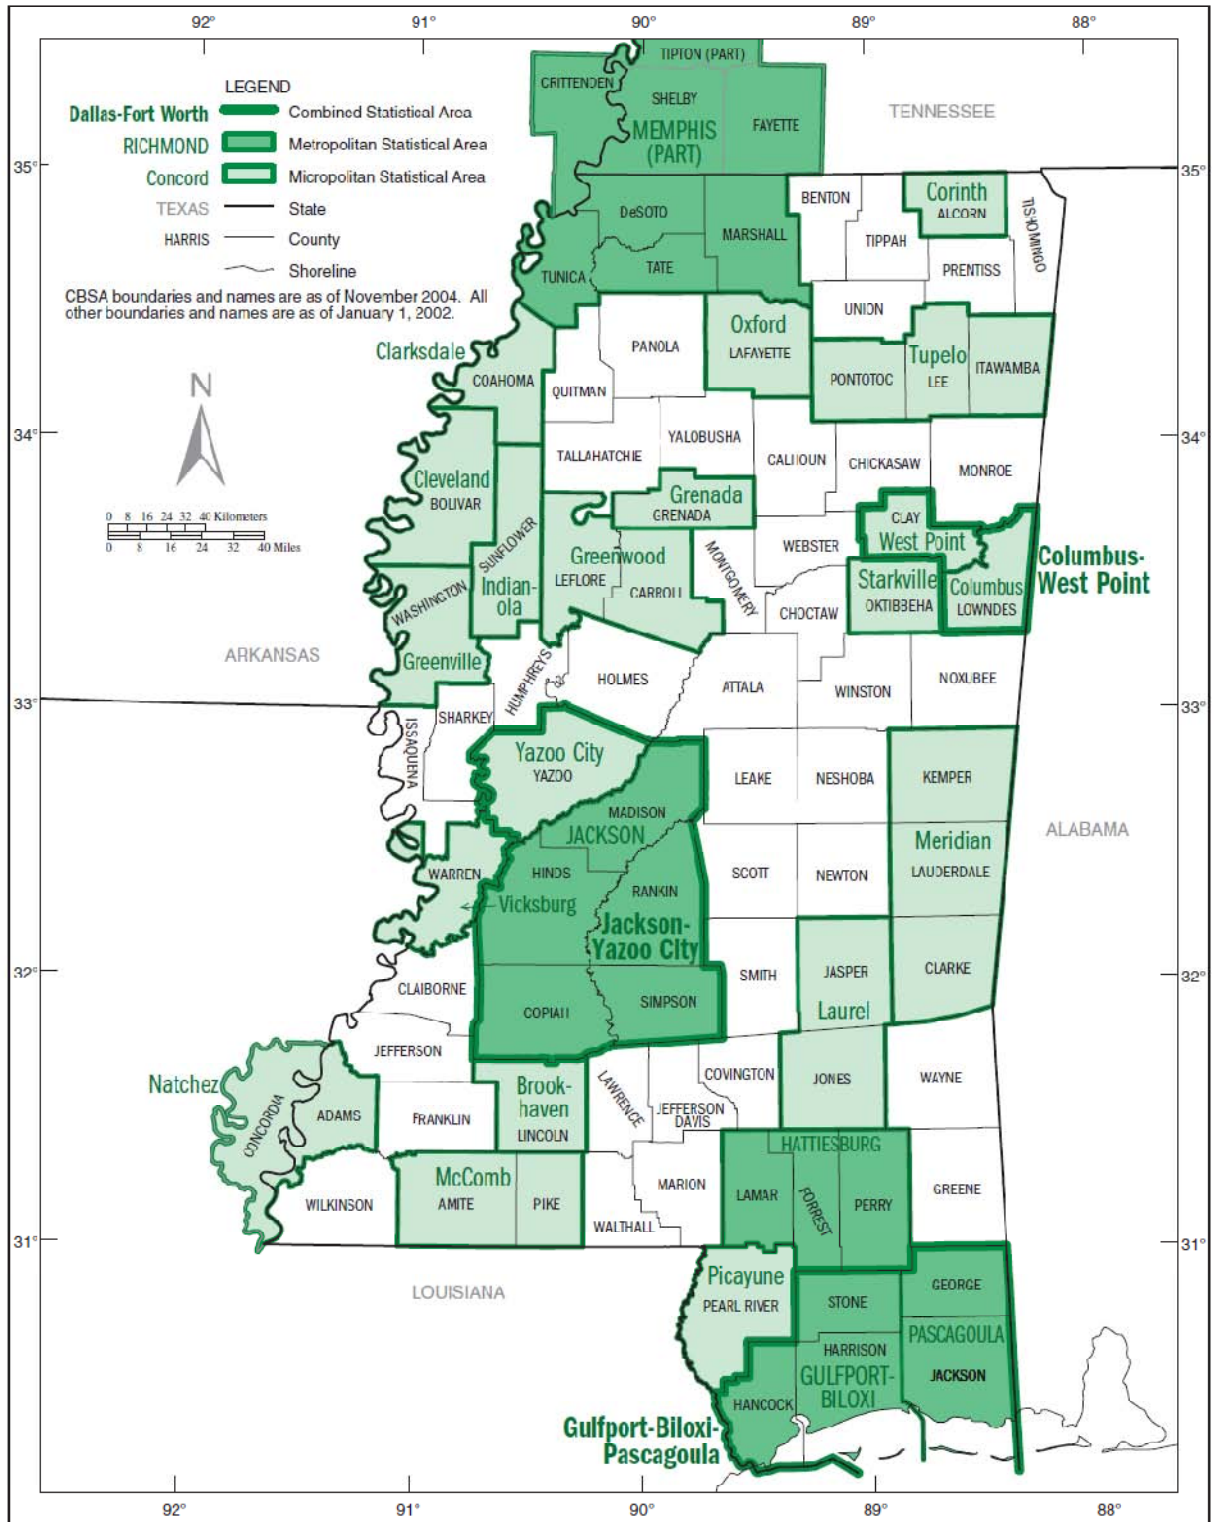 92°
91°
90°
89°
88°
LEGEND
Dallas-Fort Worth Combined Statistical Area
RICHMOND Metropolitan Statistical Area
Concord Micropolitan Statistical Area
TEXAS State
HARRIS County
Shoreline
CBSA boundaries and names are as of November 2004. All
other boundaries and names are as of January 1, 2002.
TIPTON (PART)
CRITTENDEN
SHELBY
MEMPHIS
(PART)
FAYETTE
TENNESSEE
35°
35°
BENTON
Corinth
ALCORN
TISHOMINGO
DeSOTO
MARSHALL
TIPPAH
TATE
TUNICA
PRENTISS
UNION
Oxford
LAFAYETTE
PANOLA
Clarksdale
COAHOMA
QUITMAN
PONTOTOC
Tupelo
LEE
ITAWAMBA
N
34°
34°
YALOBUSHA
TALLAHATCHIE
CALHOUN
CHICKASAW
MONROE
Cleveland
BOLIVAR
Grenada
GRENADA
0 8 16 24 32 40 Kilometers
0 8 16 24 32 40 Miles
CLAY
West Point
SUNFLOWER
Indian-
ola
Greenwood
LEFLORE
CARROLL
MONTGOMERY
WEBSTER
Columbus-
West Point
Starkville
OKTIBBEHA
Columbus
LOWNDES
WASHINGTON
CHOCTAW
ARKANSAS
Greenville
HUMPHREYS
HOLMES
ATTALA
WINSTON
NOXUBEE
33°
33°
SHARKEY
ISSAQUENA
Yazoo City
YAZOO
LEAKE
NESHOBA
KEMPER
MADISON
JACKSON
ALABAMA
Meridian
LAUDERDALE
WARREN
HINDS
RANKIN
SCOTT
NEWTON
Vicksburg
Jackson-
Yazoo City
32°
32°
SMITH
JASPER
CLARKE
CLAIBORNE
COPIAH
SIMPSON
Laurel
JEFFERSON
Natchez
CONCORDIA
ADAMS
FRANKLIN
Brook-
haven
LINCOLN
LAWRENCE
COVINGTON
JEFFERSON
DAVIS
JONES
WAYNE
HATTIESBURG
McComb
AMITE
PIKE
WILKINSON
MARION
WALTHALL
LAMAR
FORREST
PERRY
GREENE
31°
31°
LOUISIANA
Picayune
PEARL RIVER
STONE
GEORGE
HARRISON
PASCAGOULA
GULFPORT-
BILOXI
JACKSON
HANCOCK
Gulfport-Biloxi-
Pascagoula
92°
91°
90°
89°
88°